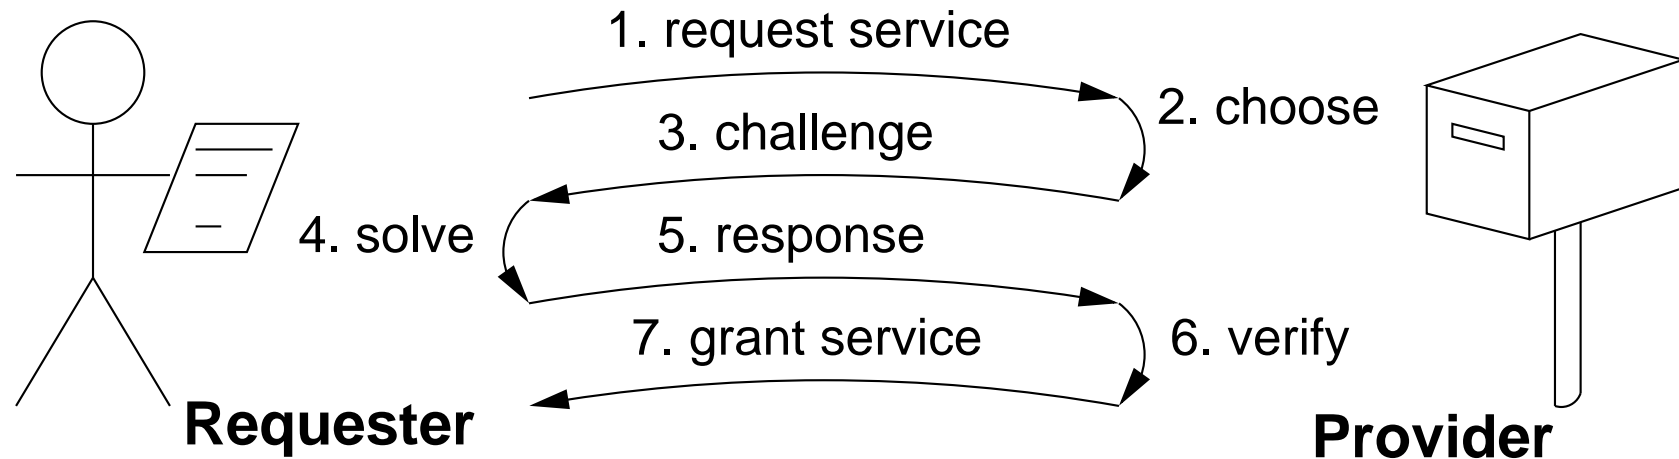 1. request service
2. choose
3. challenge
4. solve
5. response
6. verify
7. grant service
Requester
Provider